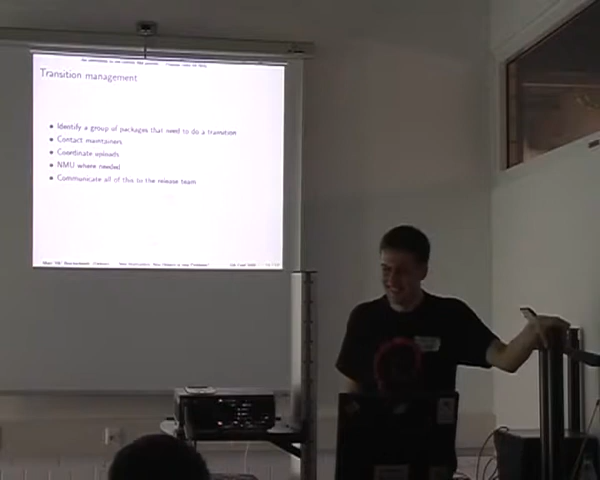 Transition management
Identify a group of packages that need to do a transition
Contact maintainers
Coordinate uploads
NMU where needed
Communicate all of this to the release team